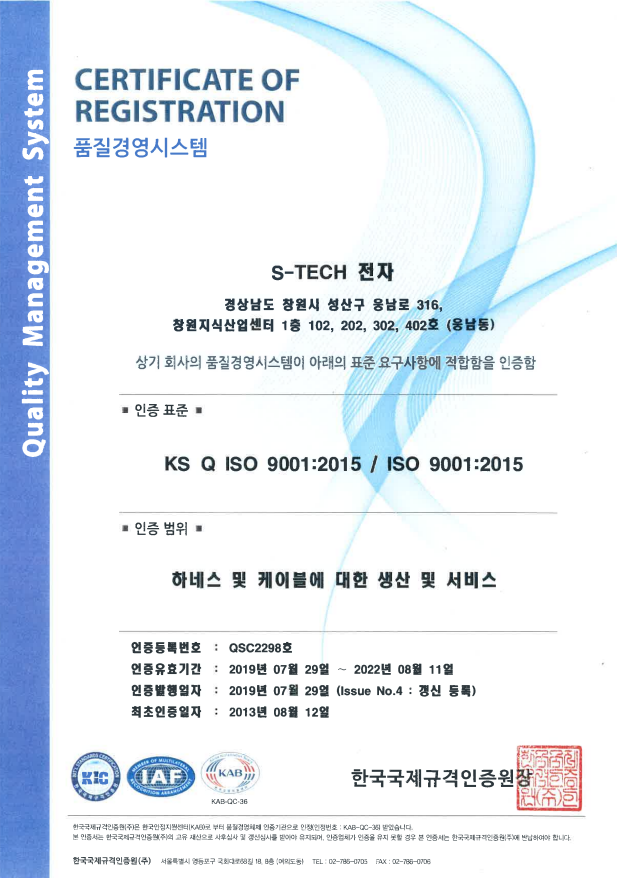 Quality Management System
CERTIFICATE OF
REGISTRATION
품질경영시스템
S-TECH 전자
경상남도 창원시 성산구 웅남로 316,
창원지식산업센터 1층 102, 202, 302, 402호 (웅남동)
상기 회사의 품질경영시스템이 아래의 표준 요구사항에 적합함을 인증함
■ 인증 표준 ■
KS Q ISO 9001:2015 / ISO 9001:2015
■ 인증 범위 ■
하네스 및 케이블에 대한 생산 및 서비스
인증등록번호 : QSC2298호
인증유효기간 : 2019년 07월 29일 ~ 2022년 08월 11일
인증발행일자 : 2019년 07월 29일 (Issue No.4 : 갱신 등록)
최초인증일자 : 2013년 08월 12일
KIC
MEMBER OF MULTILATERAL
IAF
RECOGNITION ARRANGEMENT
KAB
KAB-QC-36
한국국제규격인증원장
한국국제규격인증원(주)은 한국인정지원센터(KAB)로 부터 품질경영체제 인증기관으로 인정(인정번호 : KAB-QC-36) 받았습니다.
본 인증서는 한국국제규격인증원(주)의 고유 재산으로 사후심사 및 갱신심사를 받아야 유지되며, 인증업체가 인증을 유지 못할 경우 본 인증서는 한국국제규격인증원(주)에 반납하여야 합니다.
한국국제규격인증원(주) 서울특별시 영등포구 국회대로68길 18, 8층 (여의도동) TEL : 02-786-0705 FAX : 02-786-0706